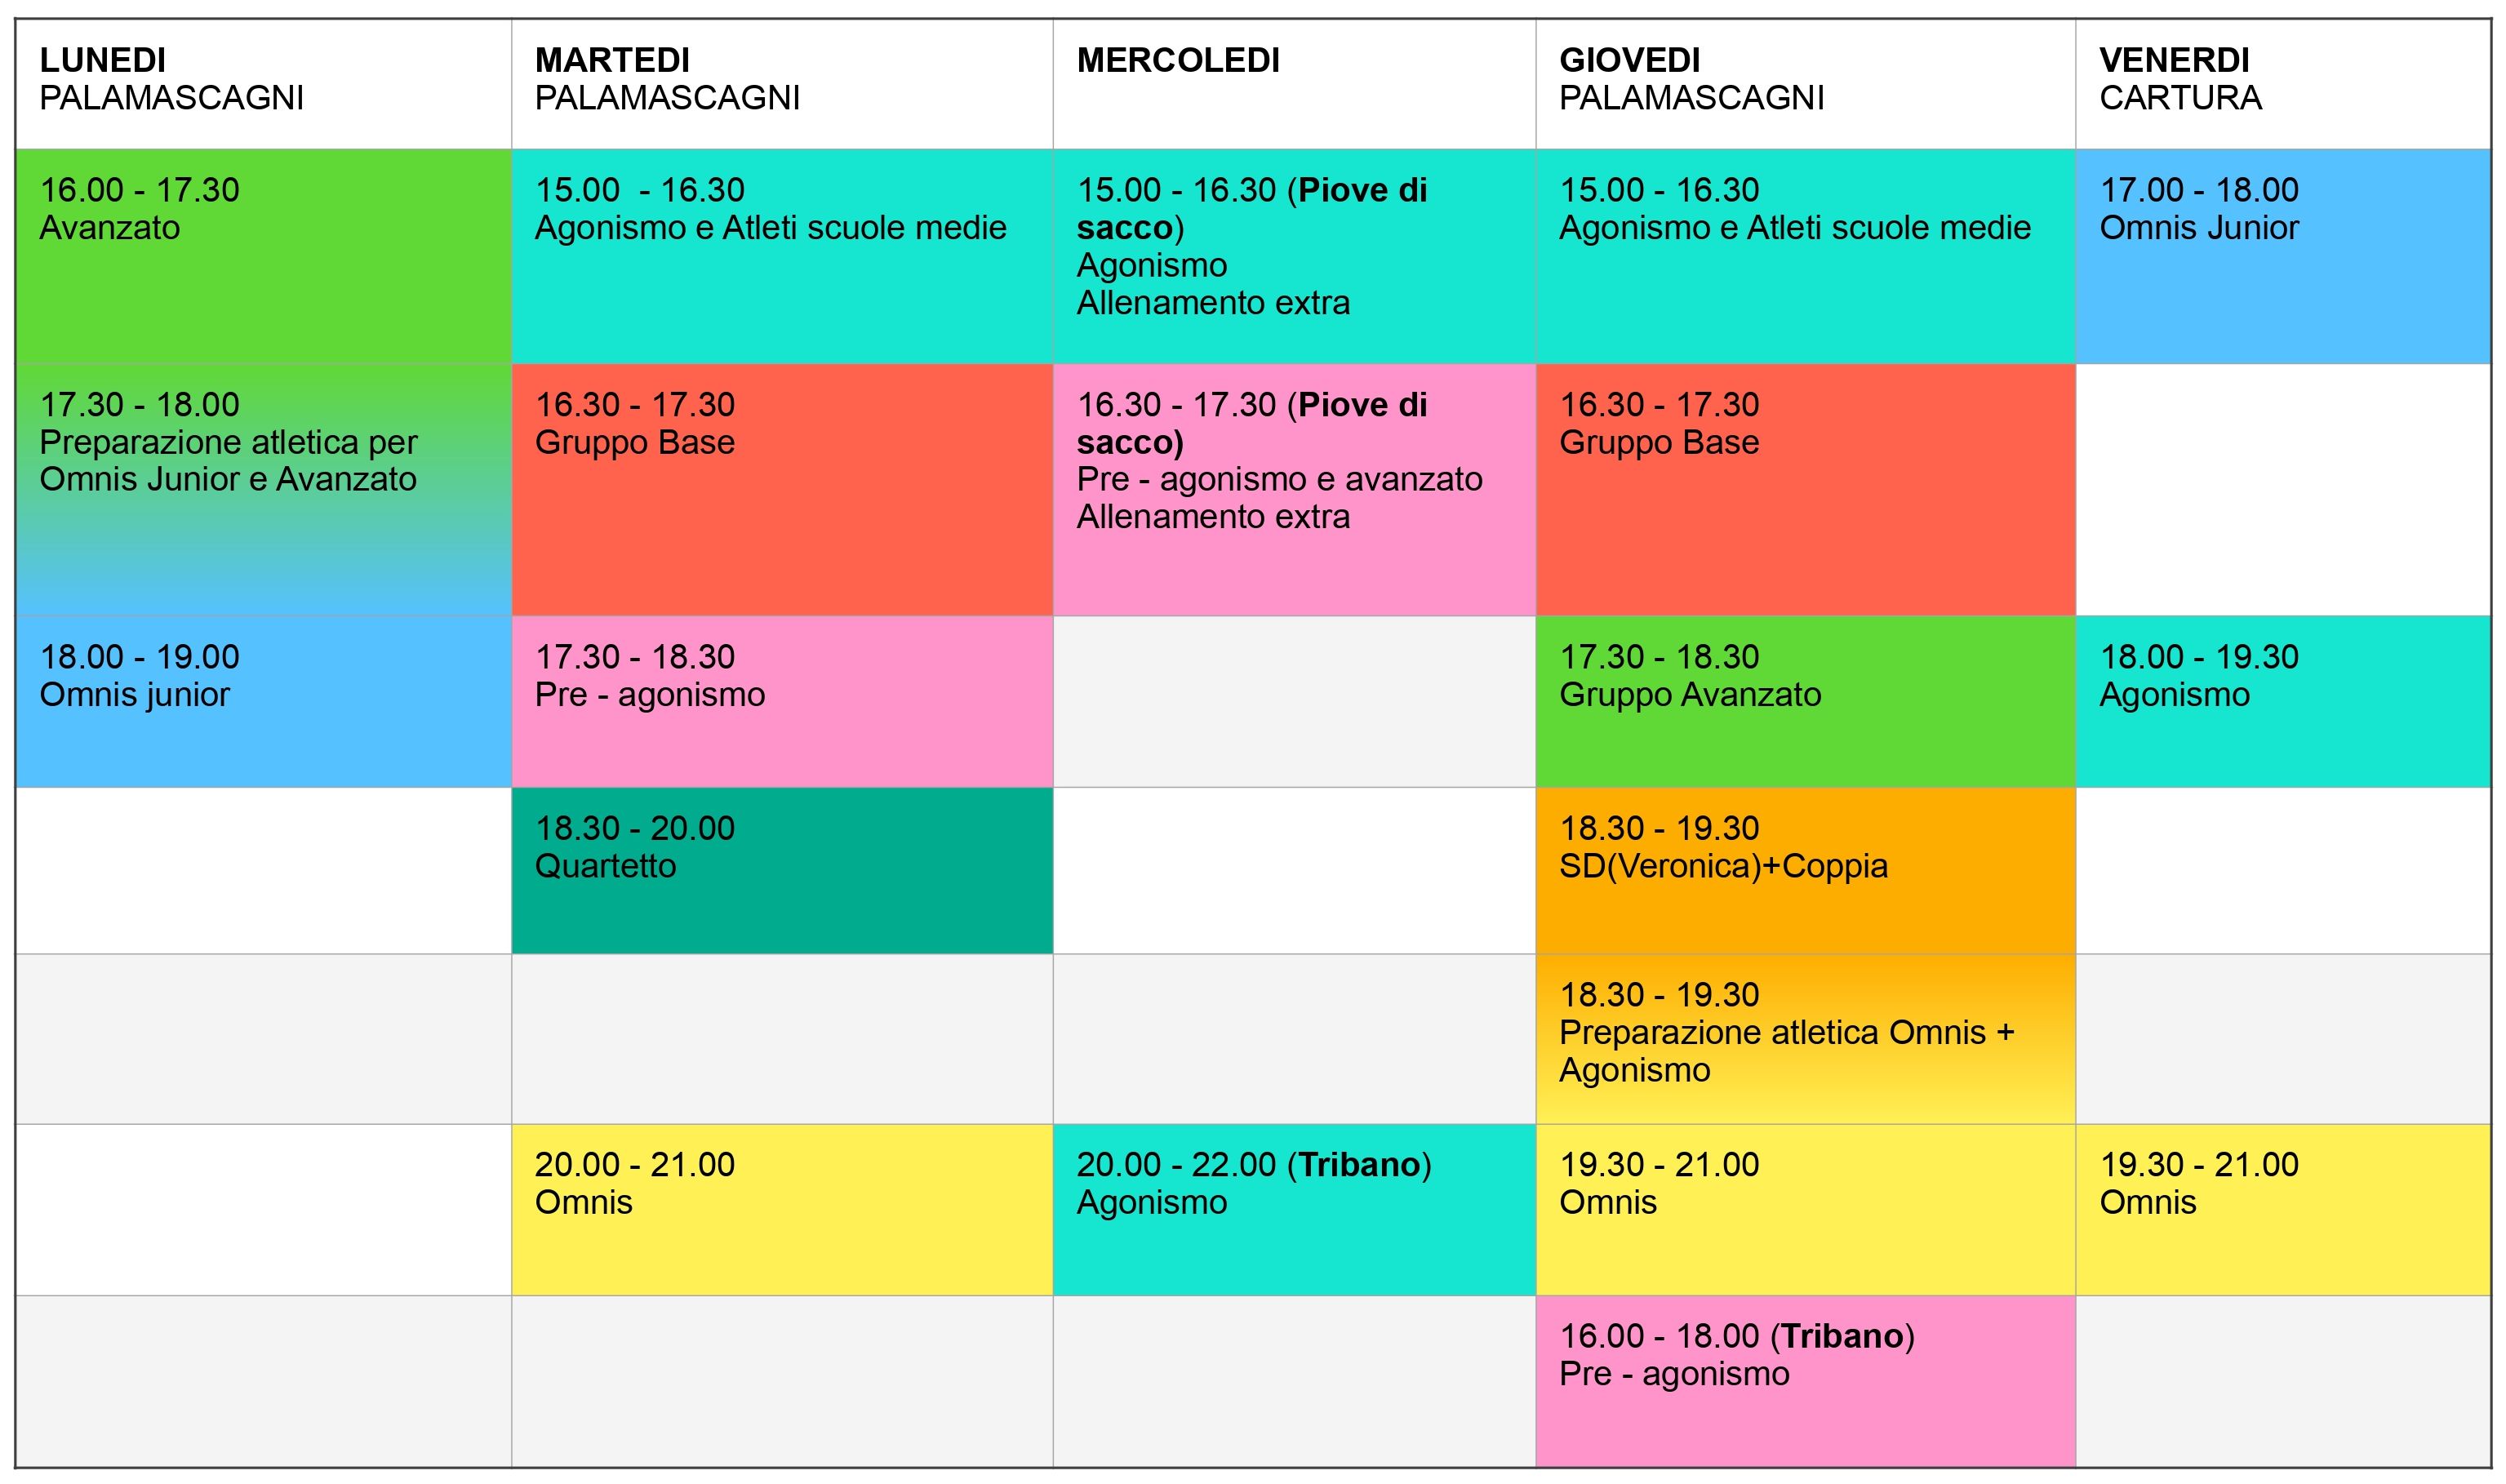 LUNEDI
PALAMASCAGNI
MARTEDI
PALAMASCAGNI
MERCOLEDI
GIOVEDI
PALAMASCAGNI
VENERDI
CARTURA
16.00 - 17.30
Avanzato
15.00  - 16.30
Agonismo e Atleti scuole medie
15.00 - 16.30 (Piove di
sacco)
Agonismo
Allenamento extra
15.00 - 16.30
Agonismo e Atleti scuole medie
17.00 - 18.00
Omnis Junior
17.30 - 18.00
Preparazione atletica per
Omnis Junior e Avanzato
16.30 - 17.30
Gruppo Base
16.30 - 17.30 (Piove di
sacco)
Pre - agonismo e avanzato
Allenamento extra
16.30 - 17.30
Gruppo Base
18.00 - 19.00
Omnis junior
17.30 - 18.30
Pre - agonismo
17.30 - 18.30
Gruppo Avanzato
18.00 - 19.30
Agonismo
18.30 - 20.00
Quartetto
18.30 - 19.30
SD(Veronica)+Coppia
18.30 - 19.30
Preparazione atletica Omnis +
Agonismo
20.00 - 21.00
Omnis
20.00 - 22.00 (Tribano)
Agonismo
19.30 - 21.00
Omnis
19.30 - 21.00
Omnis
16.00 - 18.00 (Tribano)
Pre - agonismo